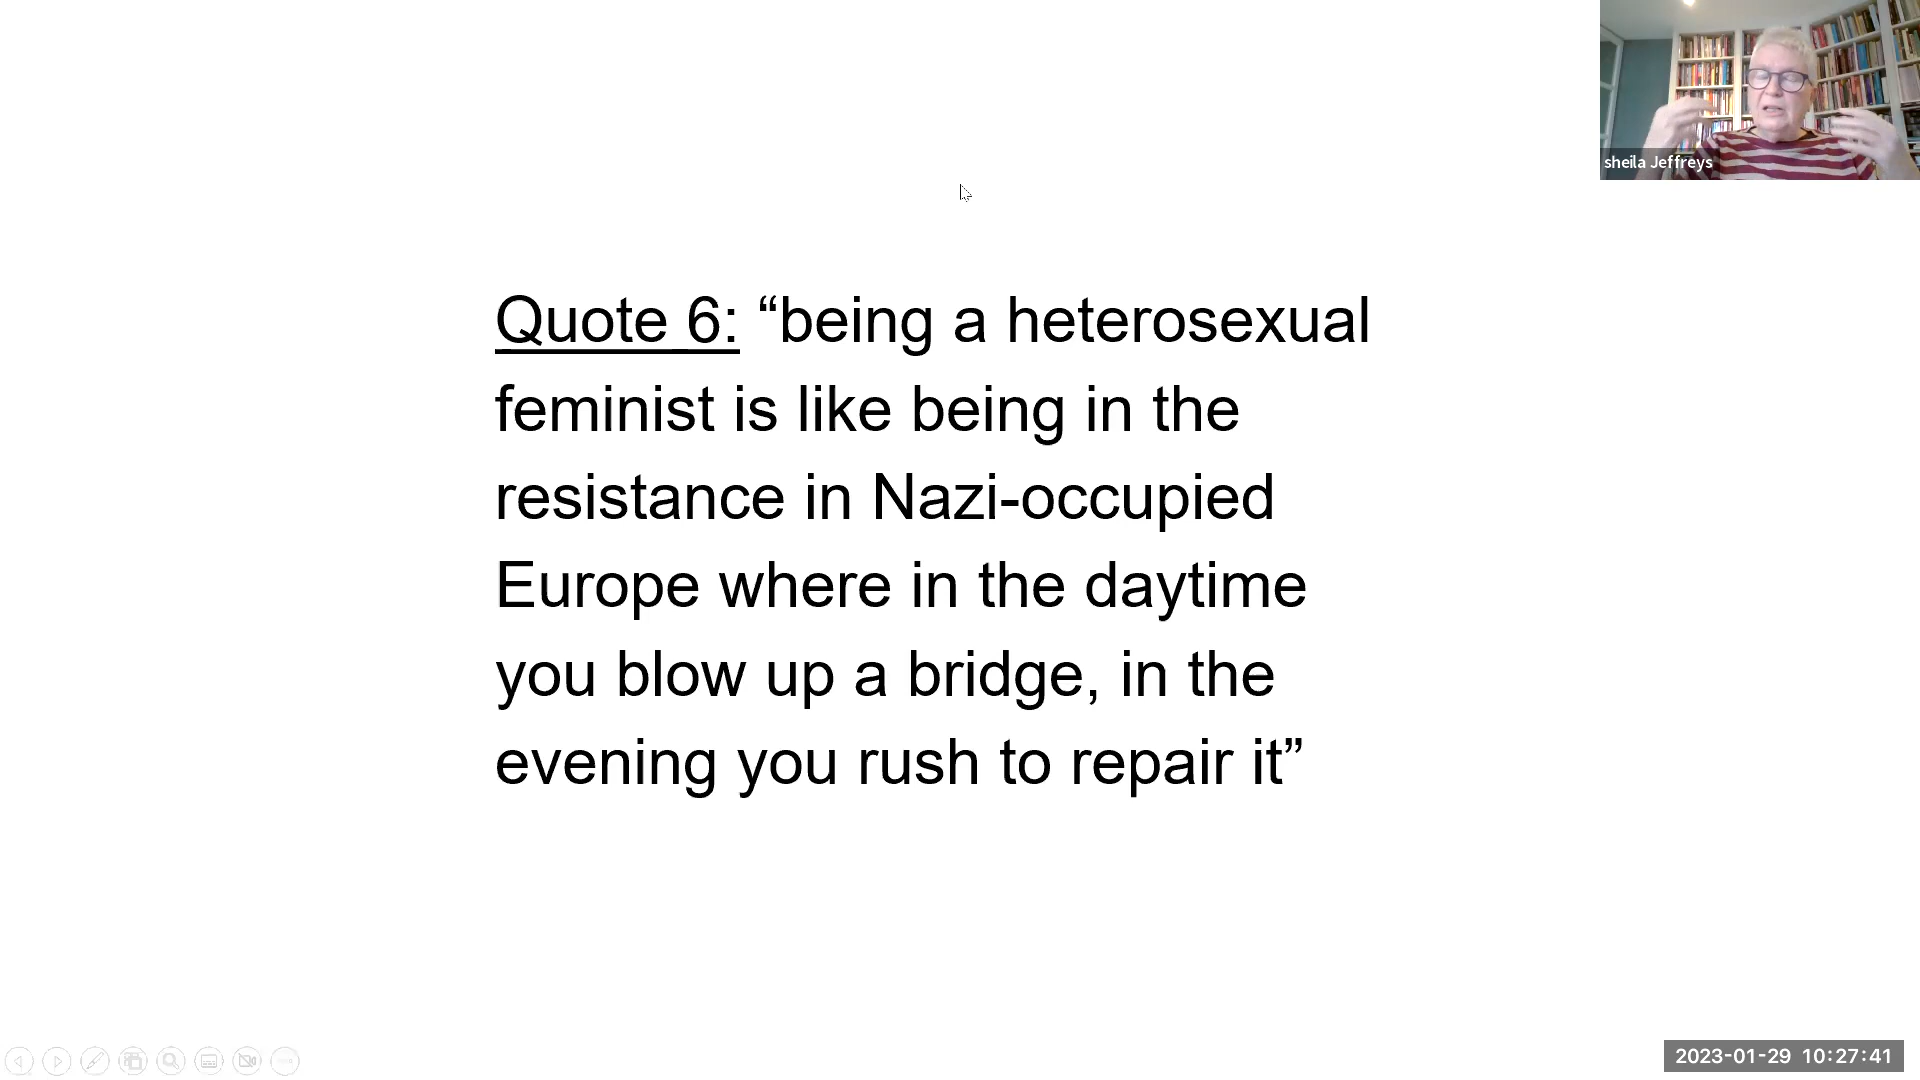 sheila Jeffreys
Quote 6: “being a heterosexual
feminist is like being in the
resistance in Nazi-occupied
Europe where in the daytime
you blow up a bridge, in the
evening you rush to repair it”
2023-01-29 10:27:41